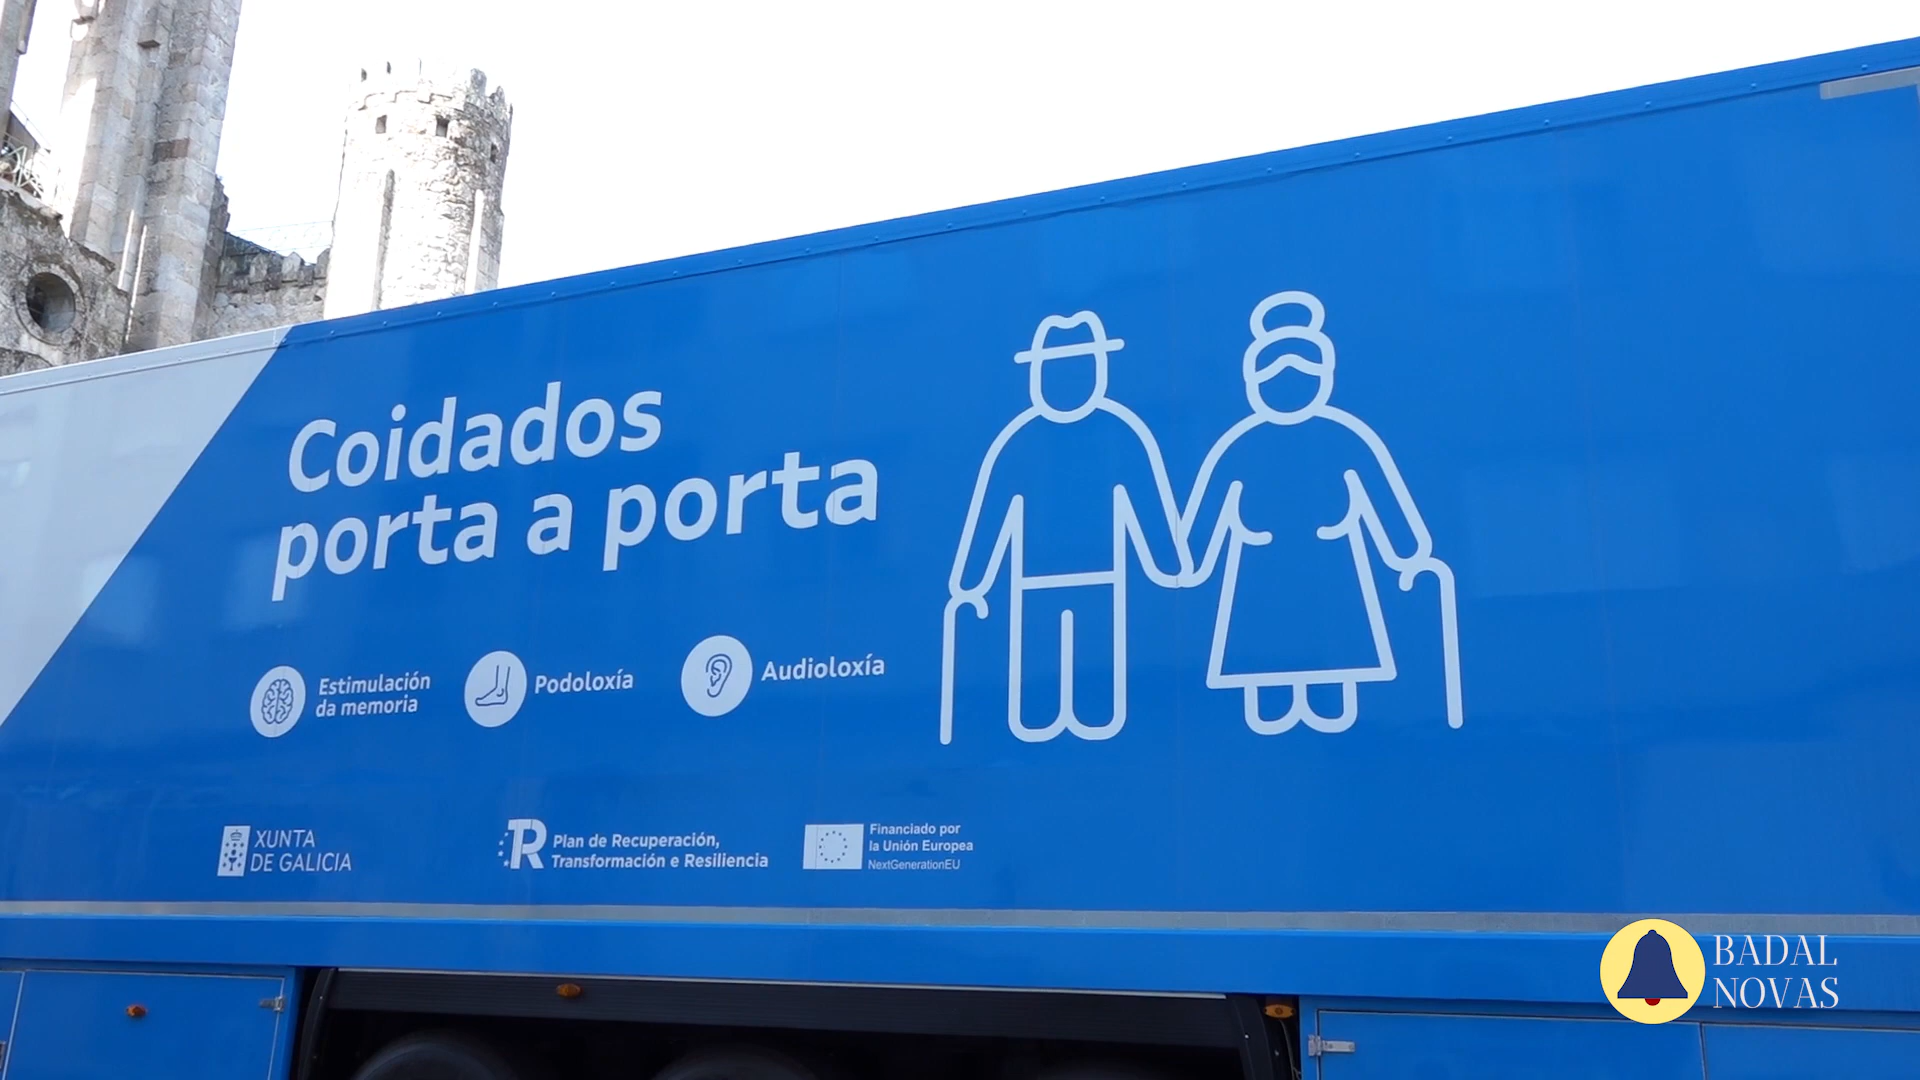 Coidados
porta a porta
Estimulación
da memoria
Podoloxía
Audioloxía
XUNTA
DE GALICIA
TR
Plan de Recuperación,
Transformación e Resiliencia
Financiado por
la Unión Europea
NextGenerationEU
BADAL
NOVAS